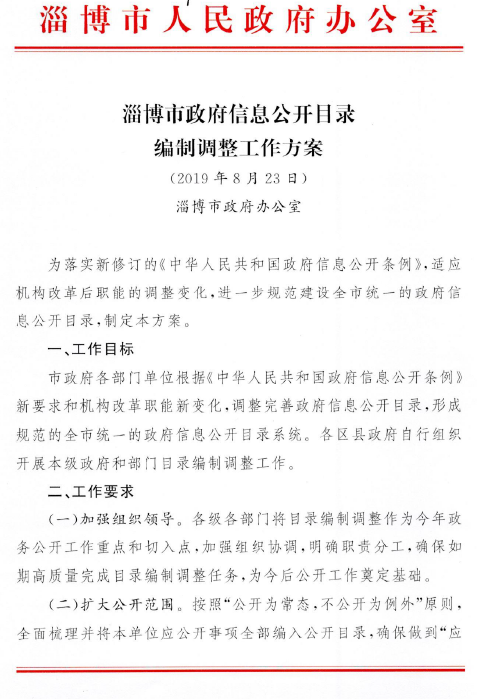 淄博市人民政府办公室
淄博市政府信息公开目录
编制调整工作方案
(2019年8月23日)
淄博市政府办公室
为落实新修订的《中华人民共和国政府信息公开条例》,适应
机构改革后职能的调整变化,进一步规范建设全市统一的政府信
息公开目录,制定本方案。
一、工作目标
市政府各部门单位根据《中华人民共和国政府信息公开条例》
新要求和机构改革职能新变化,调整完善政府信息公开目录,形成
规范的全市统一的政府信息公开目录系统。各区县政府自行组织
开展本级政府和部门目录编制调整工作。
二、工作要求
(一)加强组织领导。各级各部门将目录编制调整作为今年政
务公开工作重点和切入点,加强组织协调,明确职责分工,确保如
期高质量完成目录编制调整任务,为今后公开工作奠定基础。
(二)扩大公开范围。按照“公开为常态,不公开为例外”原则,
全面梳理并将本单位应公开事项全部编入公开目录,确保做到“应